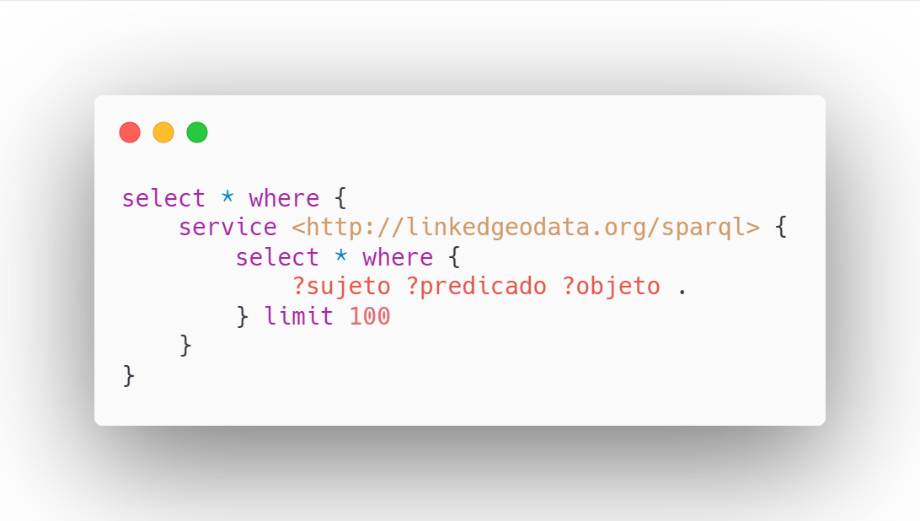 select * where {
    service <http://linkedgeodata.org/sparql> {
        select * where {
            ?sujeto ?predicado ?objeto .
        } limit 100
    }
}